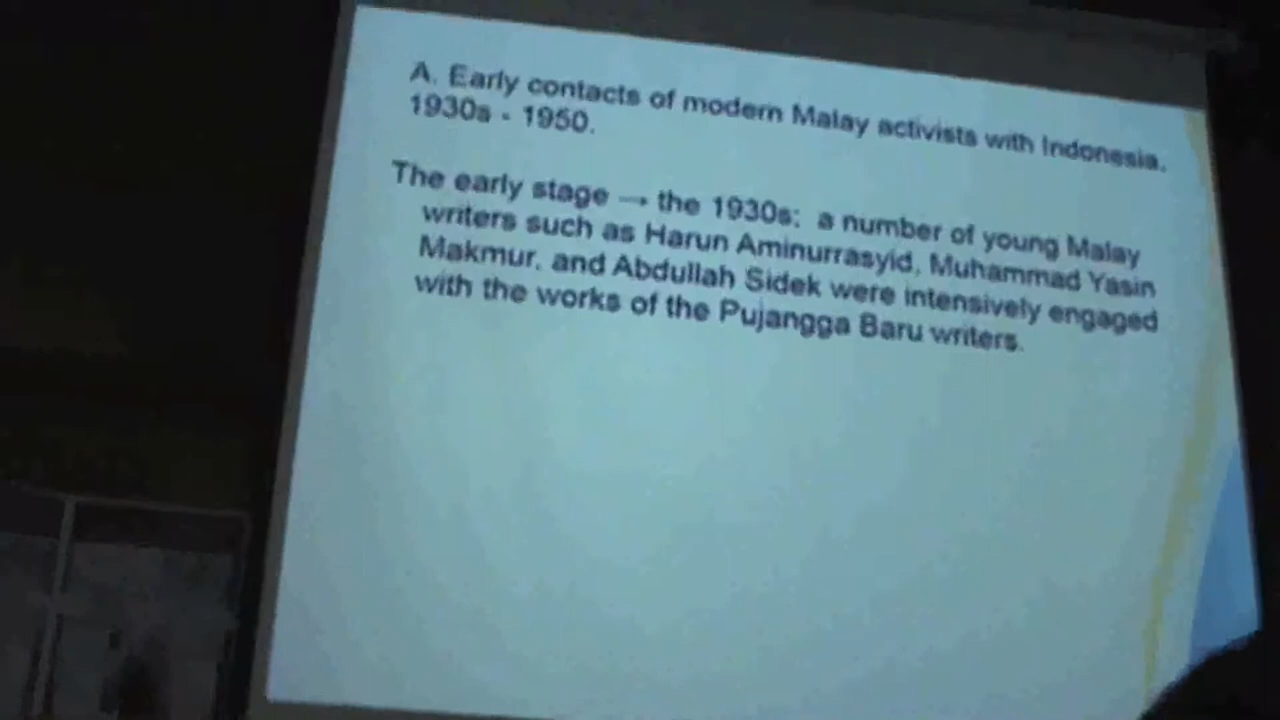 A. Early contacts of modern Malay activists with Indonesia.
1930s - 1950.
The early stage → the 1930s: a number of young Malay
writers such as Harun Aminurrasyid, Muhammad Yasin
Makmur, and Abdullah Sidek were intensively engaged
with the works of the Pujangga Baru writers.